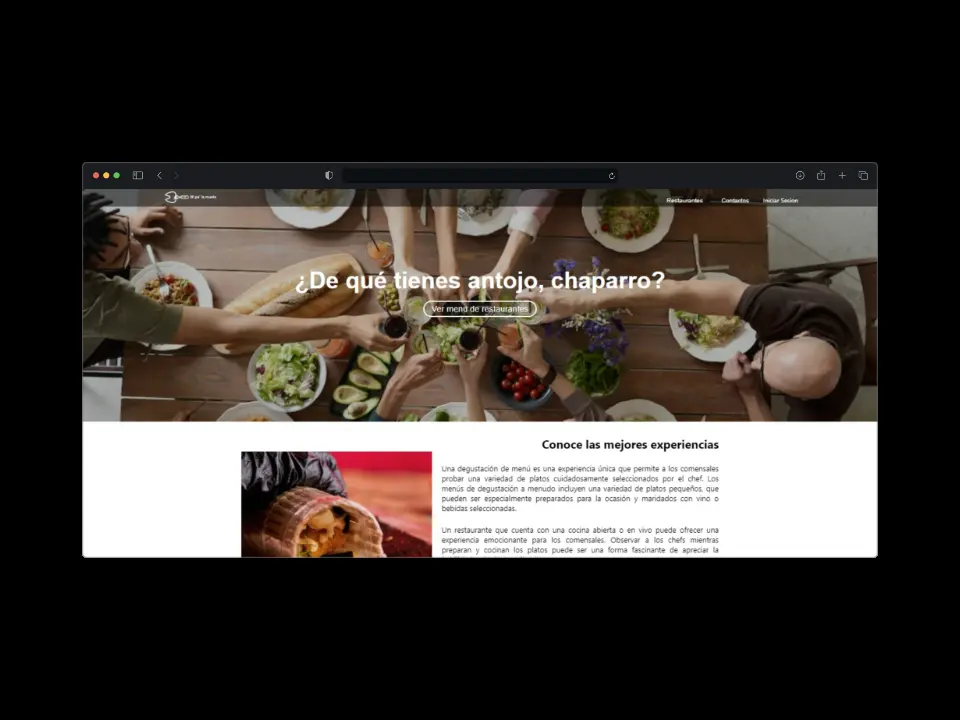 Restaurantes Contactos Iniciar Sesion
¿De qué tienes antojo, chaparro?
Ver menú de restaurantes
Conoce las mejores experiencias
Una degustación de menú es una experiencia única que permite a los comensales
probar una variedad de platos cuidadosamente seleccionados por el chef. Los
menús de degustación a menudo incluyen una variedad de platos pequeños, que
pueden ser especialmente preparados para la ocasión y maridados con vino o
bebidas seleccionadas.
Un restaurante que cuenta con una cocina abierta o en vivo puede ofrecer una
experiencia emocionante para los comensales. Observar a los chefs mientras
preparan y cocinan los platos puede ser una forma fascinante de apreciar la